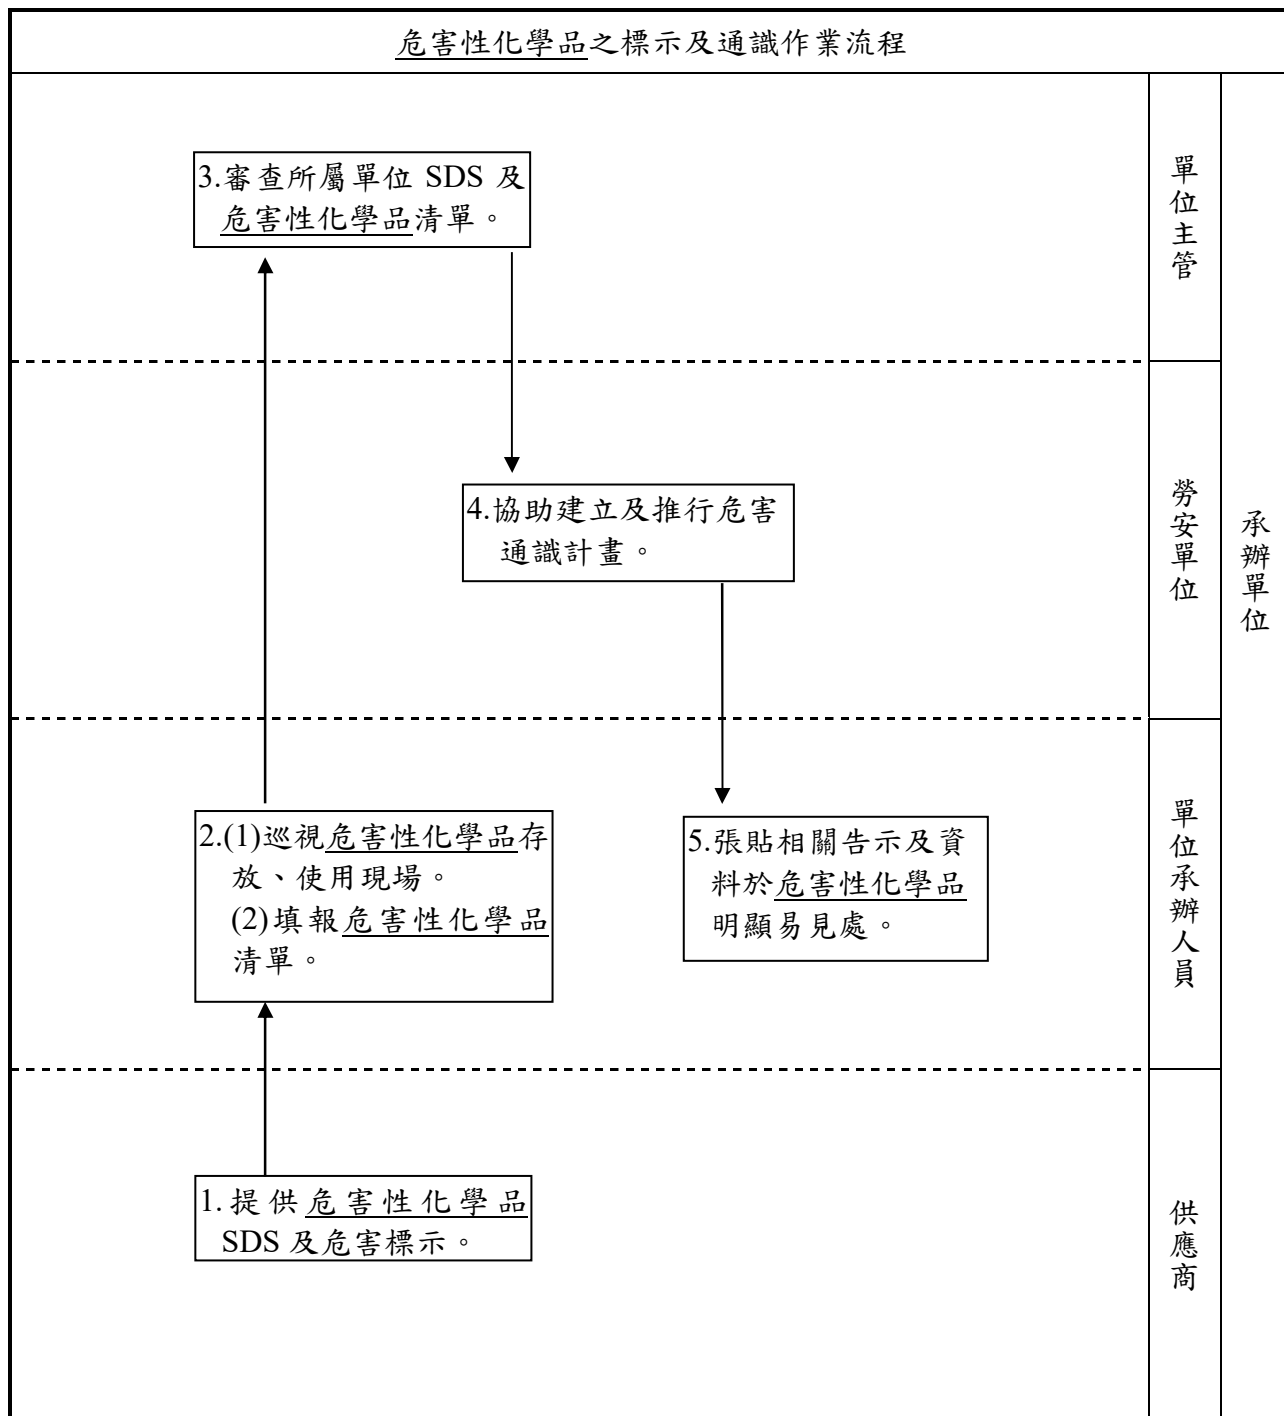 危害性化學品之標示及通識作業流程
3.審查所屬單位 SDS 及
危害性化學品清單。
單位主管
4.協助建立及推行危害
通識計畫。
勞安單位
承辦單位
2.(1)巡視危害性化學品存
放、使用現場。
(2)填報危害性化學品
清單。
5.張貼相關告示及資
料於危害性化學品
明顯易見處。
單位承辦人員
1.提供危害性化學品
SDS 及危害標示。
供應商